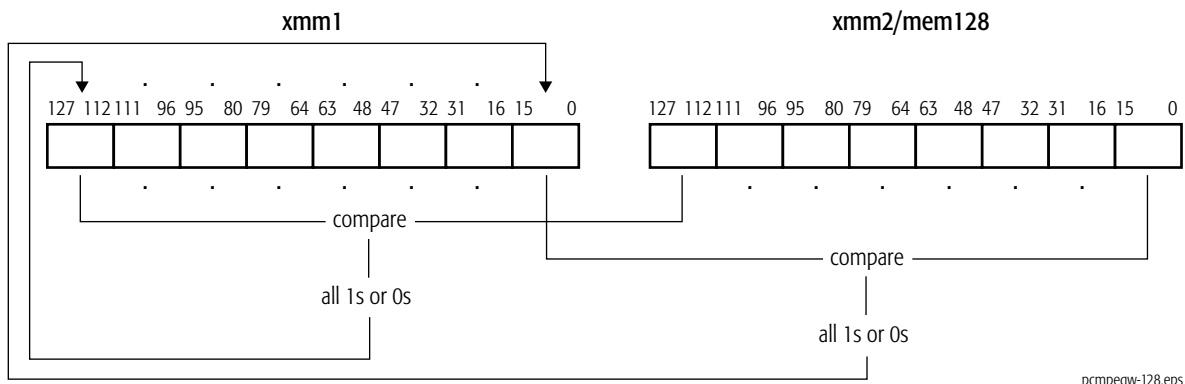 xmm1 xmm2/mem128
. . . . . .
127 112 111 96 95 80 79 64 63 48 47 32 31 16 15 0 127 112 111 96 95 80 79 64 63 48 47 32 31 16 15 0
. . . . . . . . . . . .
compare
compare
all 1s or 0s
all 1s or 0s
pcmpeqw-128.eps